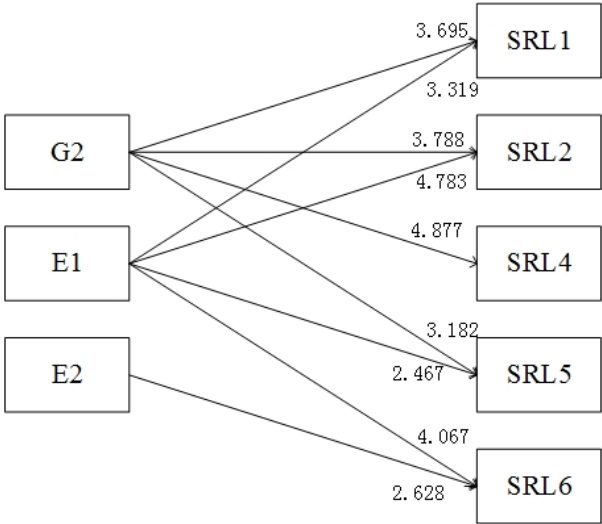 3.695
SRL1
3.319
G2
3.788
SRL2
4.783
4.877
E1
SRL4
3.182
E2
2.467
SRL5
4.067
2.628
SRL6